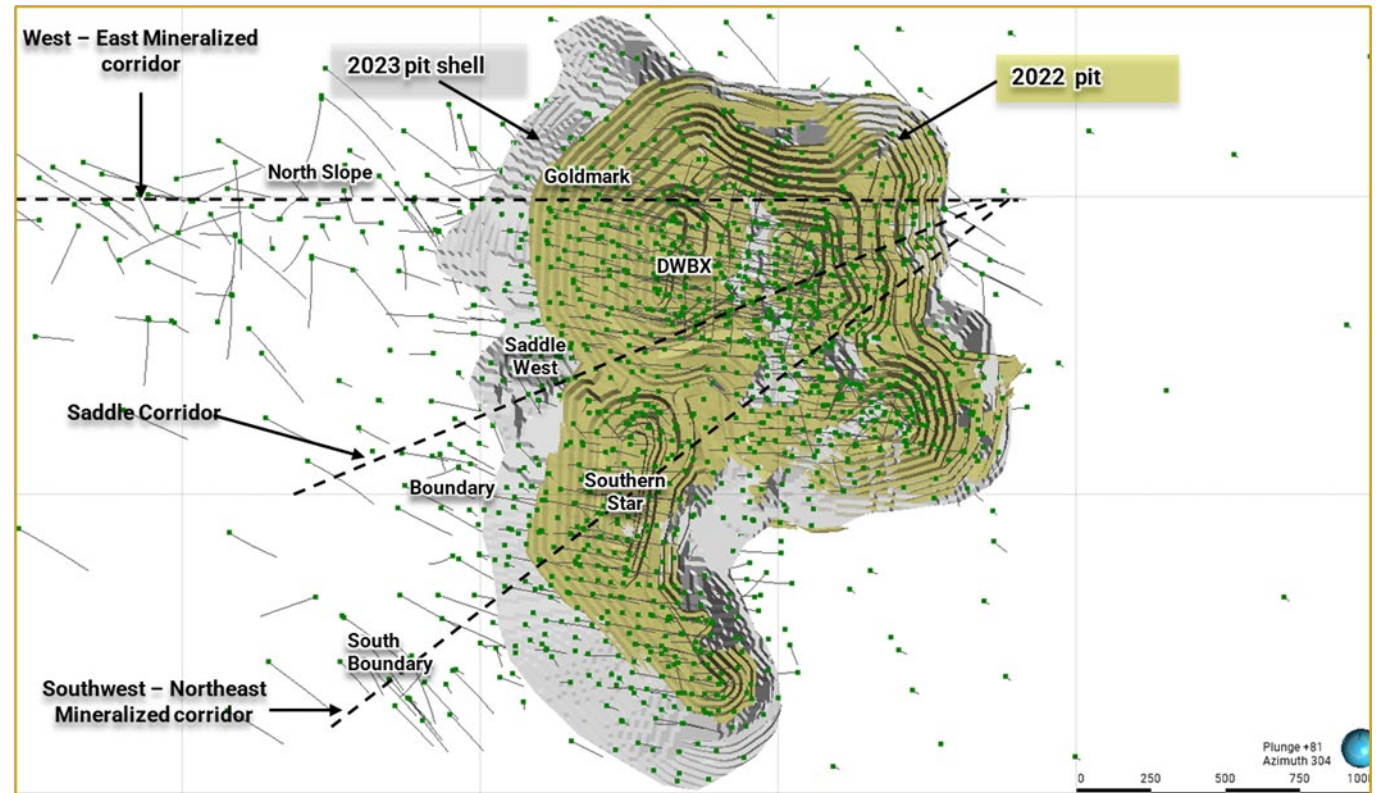 West – East Mineralized
corridor
2023 pit shell
2022 pit
North Slope
Goldmark
DWBX
Saddle
West
Saddle Corridor
Boundary
Southern
Star
South
Boundary
Southwest – Northeast
Mineralized corridor
Plunge +81
Azimuth 304
0 250 500 750 1000